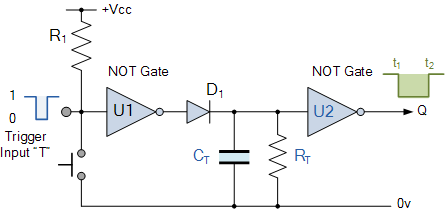 +Vcc
R1
NOT Gate
NOT Gate
t1
t2
D1
1
0
U1
U2
Q
Trigger
Input "T"
CT
RT
0v